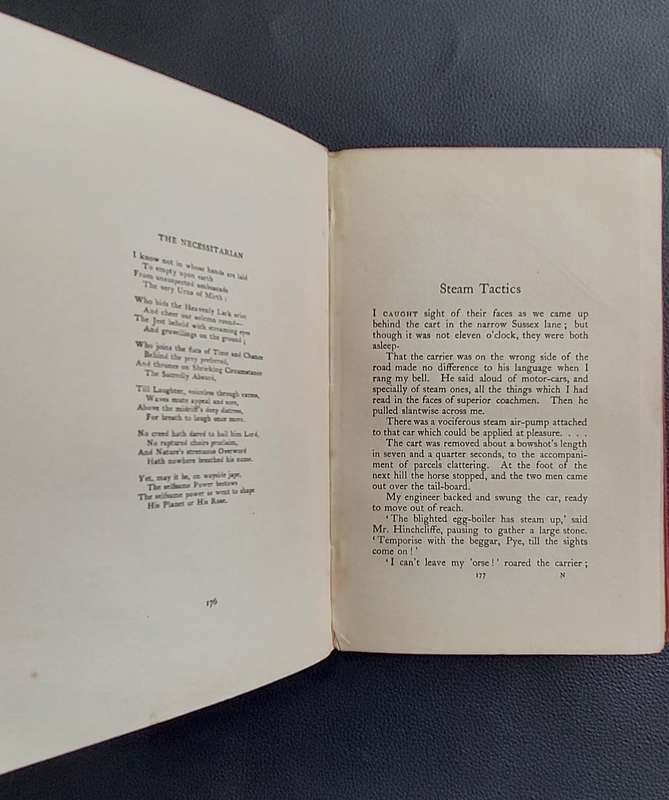 THE NECESSITARIAN
I know not in whose hands are laid
To empty upon earth
From unsuspected ambuscade
The very Urns of Mirth;
Who bids the Heavenly Lark arise
And cheer our solemn round—
The Jest beheld with streaming eyes
And grovellings on the ground;
Who joins the flats of Time and Chance
Behind the prey preferred,
And thrones on Shrieking Circumstance
The Sacredly Absurd,
Till Laughter, voiceless through excess,
Waves mute appeal and sore,
Above the midriff's deep distress,
For breath to laugh once more.
No creed hath dared to hail him Lord,
No raptured choirs proclaim,
And Nature's strenuous Overword
Hath nowhere breathed his name.
Yet, may it be, on wayside jape,
The selfsame Power bestows
The selfsame power as went to shape
His Planet or His Rose.
176
Steam Tactics
I CAUGHT sight of their faces as we came up
behind the cart in the narrow Sussex lane; but
though it was not eleven o'clock, they were both
asleep.
That the carrier was on the wrong side of the
road made no difference to his language when I
rang my bell. He said aloud of motor-cars, and
specially of steam ones, all the things which I had
read in the faces of superior coachmen. Then he
pulled slantwise across me.
There was a vociferous steam air-pump attached
to that car which could be applied at pleasure. . . .
The cart was removed about a bowshot's length
in seven and a quarter seconds, to the accompani-
ment of parcels clattering. At the foot of the
next hill the horse stopped, and the two men came
out over the tail-board.
My engineer backed and swung the car, ready
to move out of reach.
'The blighted egg-boiler has steam up,' said
Mr. Hinchcliffe, pausing to gather a large stone.
'Temporise with the beggar, Pye, till the sights
come on!'
'I can't leave my 'orse!' roared the carrier;
177 N